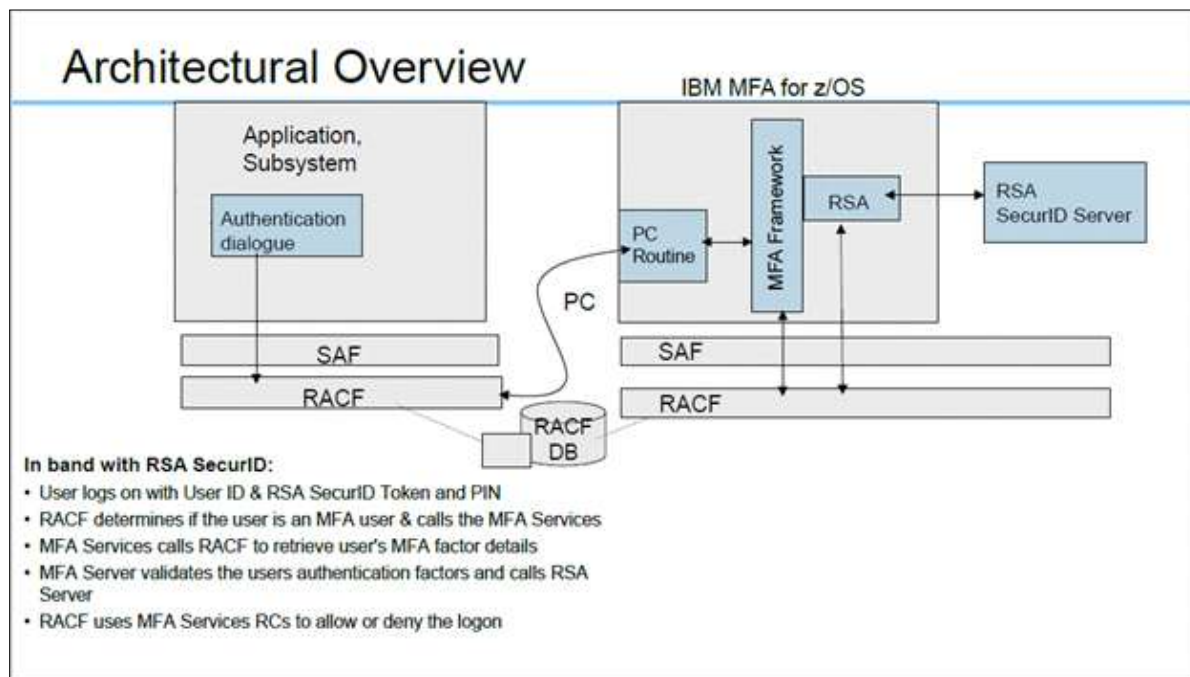 Architectural Overview
IBM MFA for z/OS
Application,
Subsystem
Authentication
dialogue
PC
Routine
MFA Framework
RSA
RSA
SecurID Server
PC
SAF
SAF
RACF
RACF
RACF
DB
In band with RSA SecurID:
• User logs on with User ID & RSA SecurID Token and PIN
• RACF determines if the user is an MFA user & calls the MFA Services
• MFA Services calls RACF to retrieve user's MFA factor details
• MFA Server validates the users authentication factors and calls RSA
Server
• RACF uses MFA Services RCs to allow or deny the logon